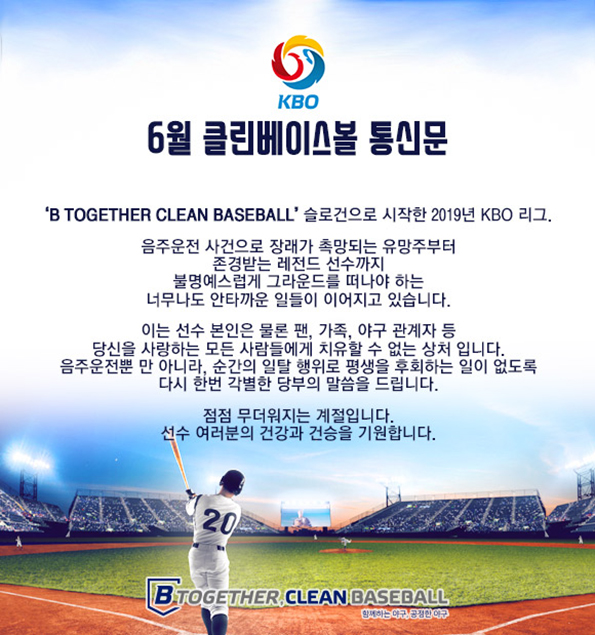 KBO
6월 클린베이스볼 통신문
‘B TOGETHER CLEAN BASEBALL’ 슬로건으로 시작한 2019년 KBO 리그.
음주운전 사건으로 장래가 촉망되는 유망주부터
존경받는 레전드 선수까지
불명예스럽게 그라운드를 떠나야 하는
너무나도 안타까운 일들이 이어지고 있습니다.
이는 선수 본인은 물론 팬, 가족, 야구 관계자 등
당신을 사랑하는 모든 사람들에게 치유할 수 없는 상처 입니다.
음주운전뿐 만 아니라, 순간의 일탈 행위로 평생을 후회하는 일이 없도록
다시 한번 각별한 당부의 말씀을 드립니다.
점점 무더워지는 계절입니다.
선수 여러분의 건강과 건승을 기원합니다.
20
B TOGETHER, CLEAN BASEBALL
함께하는 야구, 공정한 야구